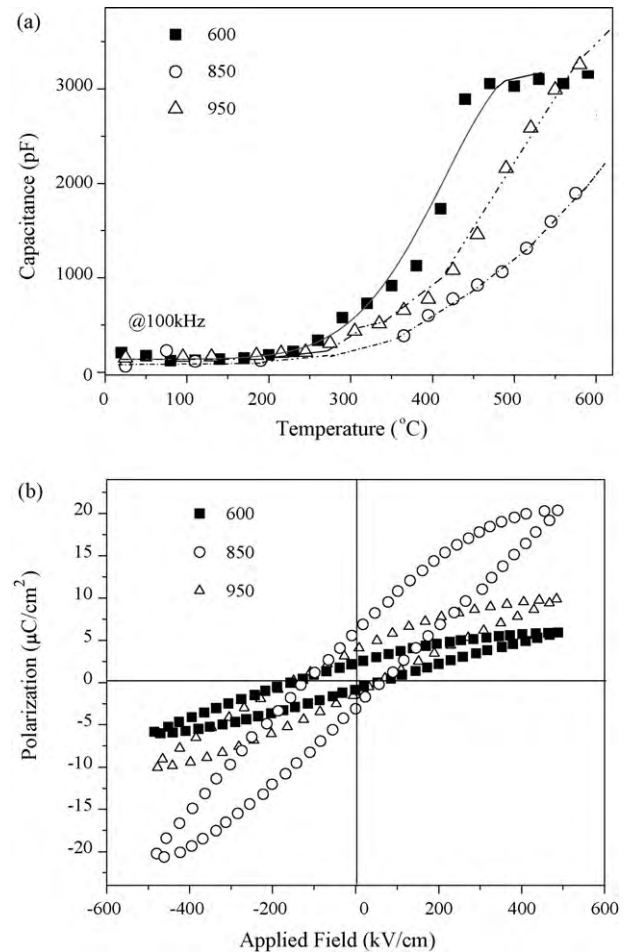 (a)
600
850
950
3000
2000
1000
0
Capacitance (pF)
@100kHz
0 100 200 300 400 500 600
Temperature (°C)
(b)
20
15
10
5
0
-5
-10
-15
-20
Polarization (μC/cm²)
600
850
950
-600 -400 -200 0 200 400 600
Applied Field (kV/cm)